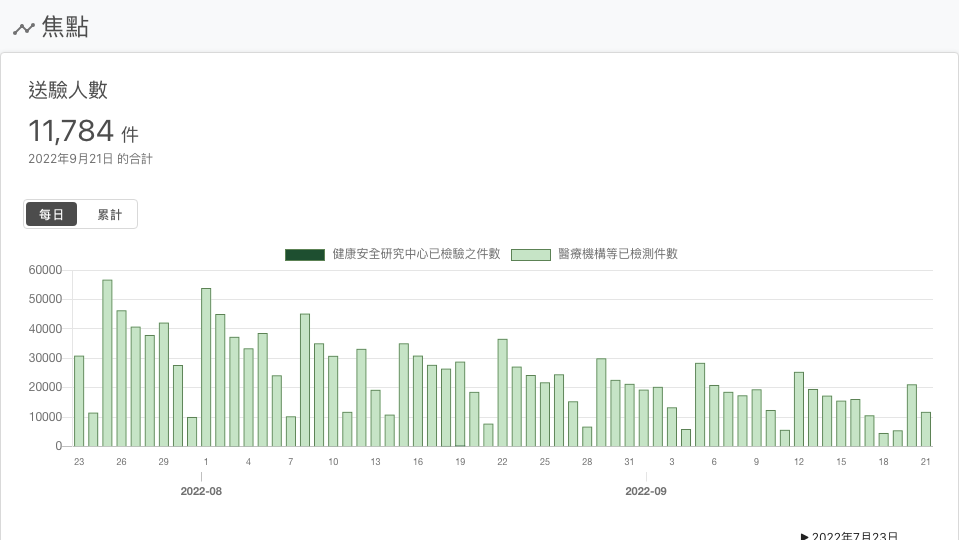 焦點
送驗人數
11,784 件
2022年9月21日 的合計
每日 累計
健康安全研究中心已檢驗之件數 醫療機構等已檢測件數
60000
50000
40000
30000
20000
10000
0
23 26 29 1 4 7 10 13 16 19 22 25 28 31 3 6 9 12 15 18 21
2022-08 2022-09
▶ 2022年7月23日